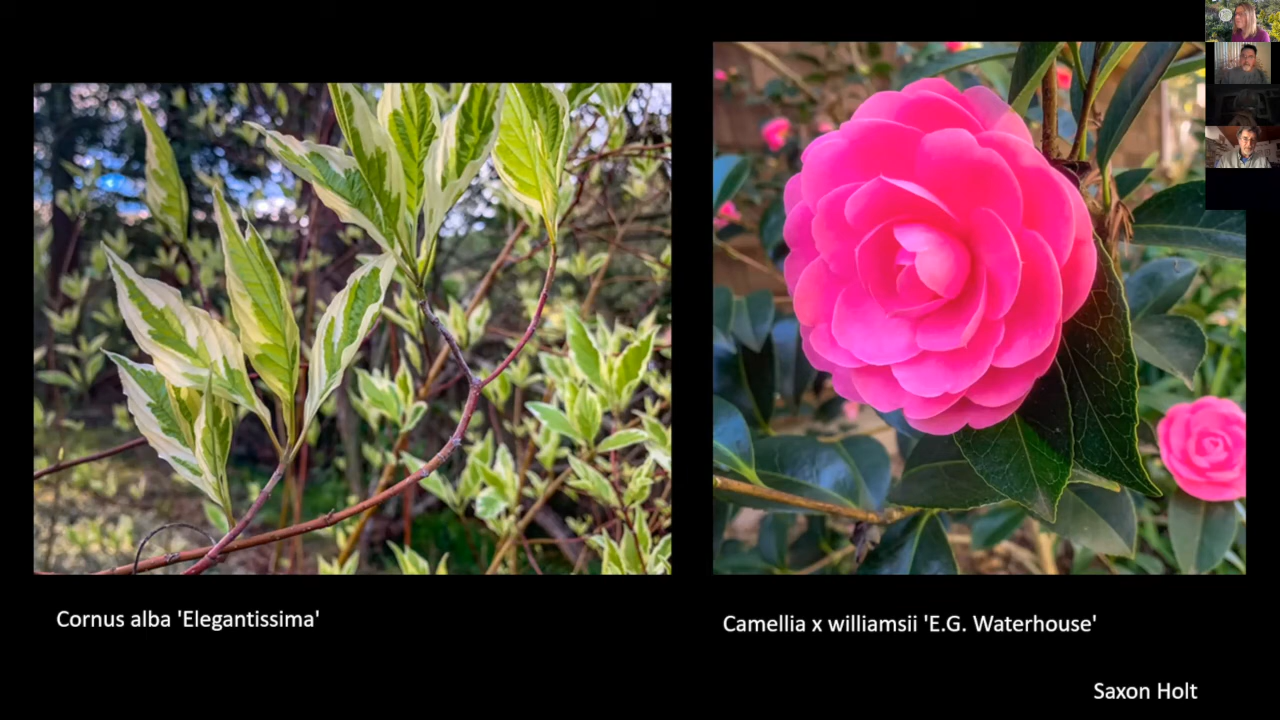 Cornus alba 'Elegantissima'
Camellia x williamsii 'E.G. Waterhouse'
Saxon Holt